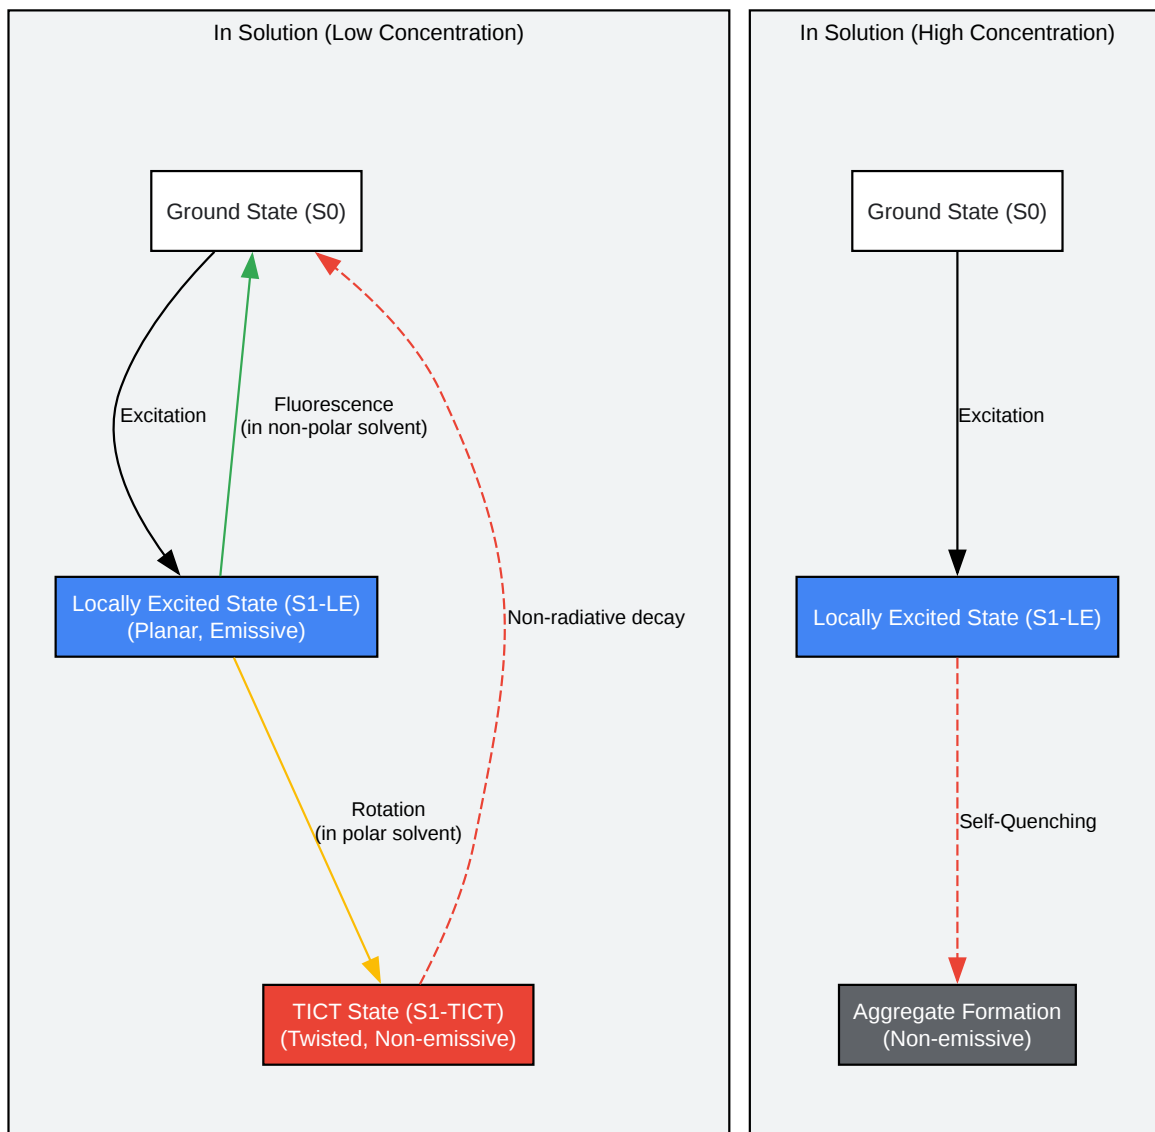 In Solution (Low Concentration)
Ground State (S0)
Excitation
Fluorescence
(in non-polar solvent)
Locally Excited State (S1-LE)
(Planar, Emissive)
Non-radiative decay
Rotation
(in polar solvent)
TICT State (S1-TICT)
(Twisted, Non-emissive)
In Solution (High Concentration)
Ground State (S0)
Excitation
Locally Excited State (S1-LE)
Self-Quenching
Aggregate Formation
(Non-emissive)